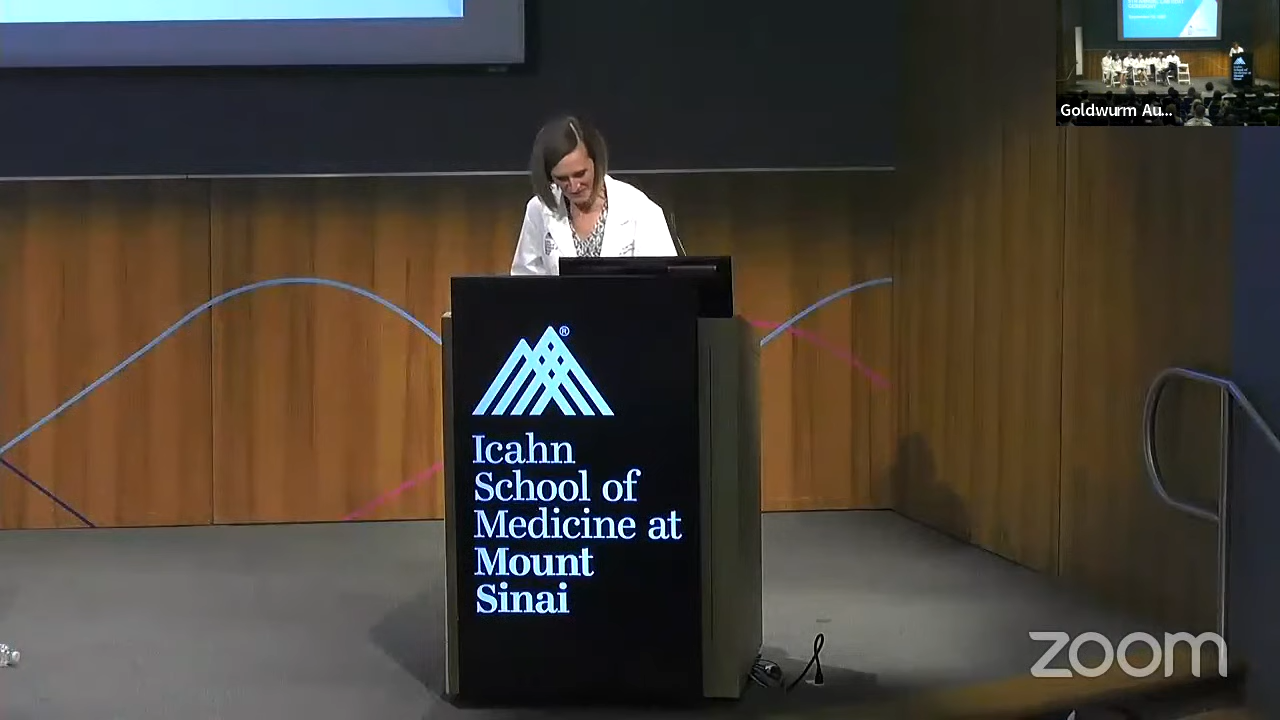 Goldwurm Au...
®
Icahn
School of
Medicine at
Mount
Sinai
zoom